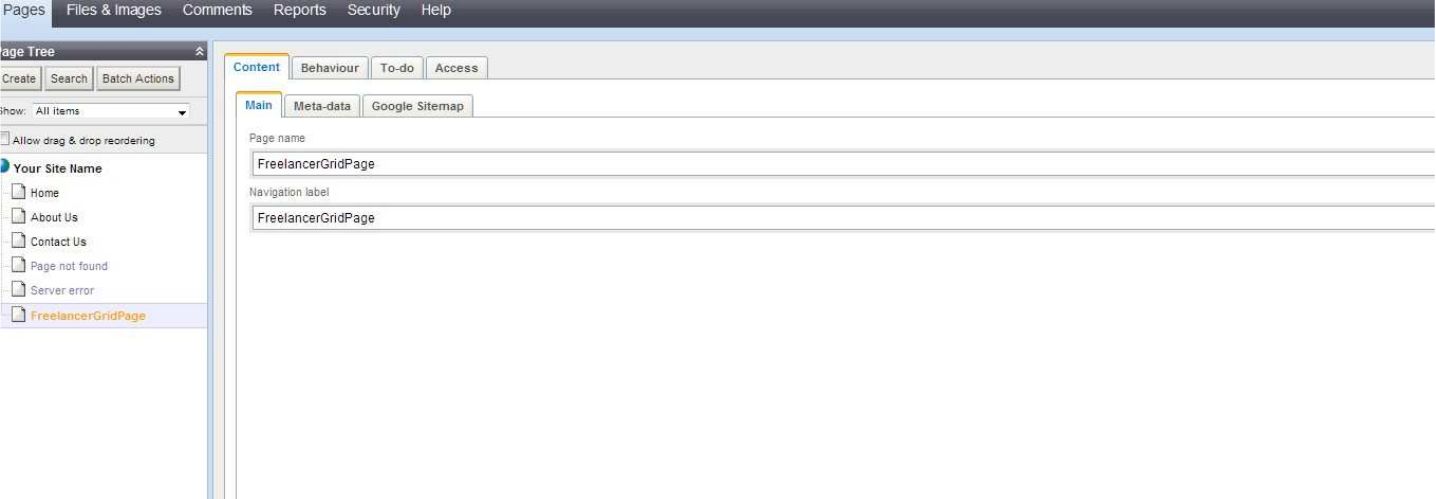 Pages Files & Images Comments Reports Security Help
Page Tree
Create Search Batch Actions
Show: All items
Allow drag & drop reordering
Your Site Name
Home
About Us
Contact Us
Page not found
Server error
FreelancerGridPage
Content Behaviour To-do Access
Main Meta-data Google Sitemap
Page name
FreelancerGridPage
Navigation label
FreelancerGridPage